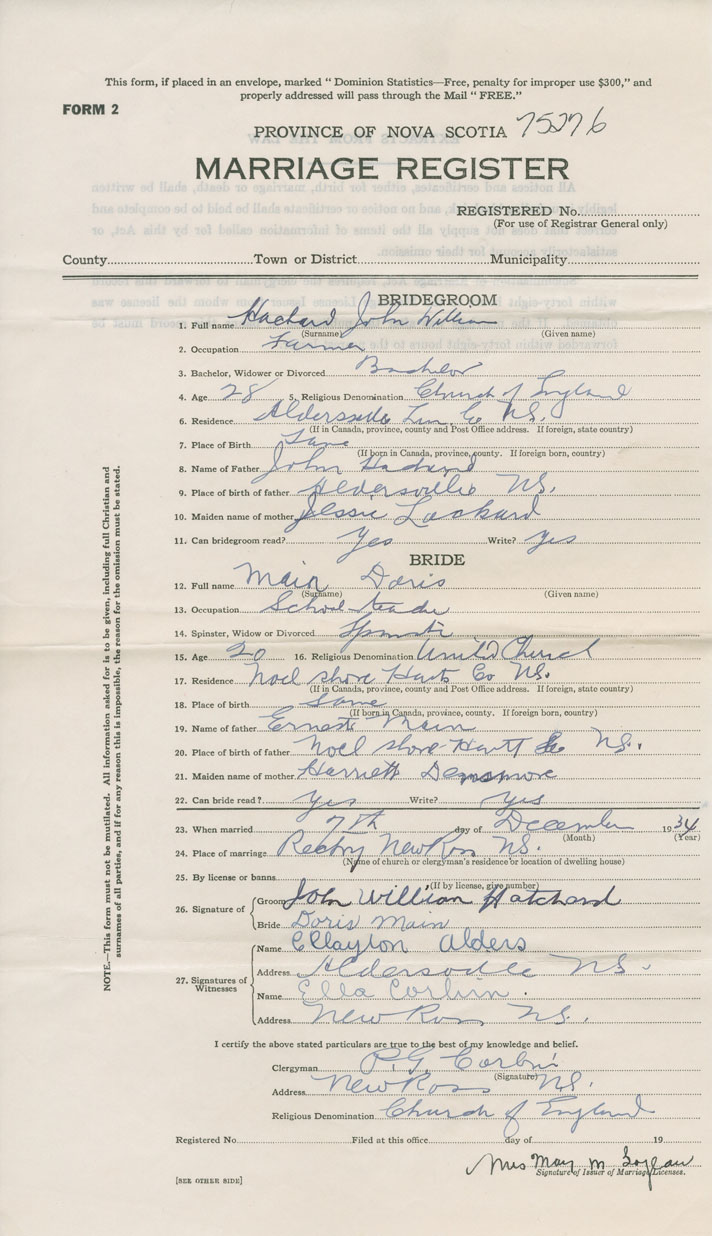 This form, if placed in an envelope, marked "Dominion Statistics—Free, penalty for improper use $300," and
properly addressed will pass through the Mail "FREE."
FORM 2
PROVINCE OF NOVA SCOTIA 75276
MARRIAGE REGISTER
REGISTERED No.
(For use of Registrar General only)
County Town or District Municipality
BRIDEGROOM
1. Full name Hachard John William
(Surname) (Given name)
2. Occupation Farmer
3. Bachelor, Widower or Divorced Bachelor
4. Age 28 5. Religious Denomination Church of England
6. Residence Aldersville Lun Co NS.
(If in Canada, province, county and Post Office address. If foreign, state country)
7. Place of Birth Same
(If born in Canada, province, county. If foreign born, country)
8. Name of Father John Hachard
9. Place of birth of father Aldersville NS.
10. Maiden name of mother Jessie Lockard
11. Can bridegroom read? Yes Write? Yes
BRIDE
12. Full name Main Doris
(Surname) (Given name)
13. Occupation School teacher
14. Spinster, Widow or Divorced Spinster
15. Age 20 16. Religious Denomination United Church
17. Residence Noel shore Hants Co NS.
(If in Canada, province, county and Post Office address. If foreign, state country)
18. Place of birth Same
(If born in Canada, province, county. If foreign born, country)
19. Name of father Ernest Main
20. Place of birth of father Noel shore Hants Co NS.
21. Maiden name of mother Harriett Densmore
22. Can bride read? Yes Write? Yes
23. When married 7th day of December 1934
(Month) (Year)
24. Place of marriage Rectory New Ross NS.
(Name of church or clergyman's residence or location of dwelling house)
25. By license or banns
(If by license, give number)
26. Signature of Groom John William Hatchard
Bride Doris Main
27. Signatures of Witnesses Name E Clayton Alders
Address Aldersville NS.
Name Ella Corbin.
Address New Ross NS.
I certify the above stated particulars are true to the best of my knowledge and belief.
Clergyman Corbin
(Signature)
Address New Ross NS.
Religious Denomination Church of England
Registered No. Filed at this office day of 19
Mrs May M
Signature of Issuer of Marriage Licenses.
[SEE OTHER SIDE]
NOTE.—This form must not be mutilated. All information asked for is to be given, including full Christian and
surnames of all parties, and if for any reason this is impossible, the reason for the omission must be stated.